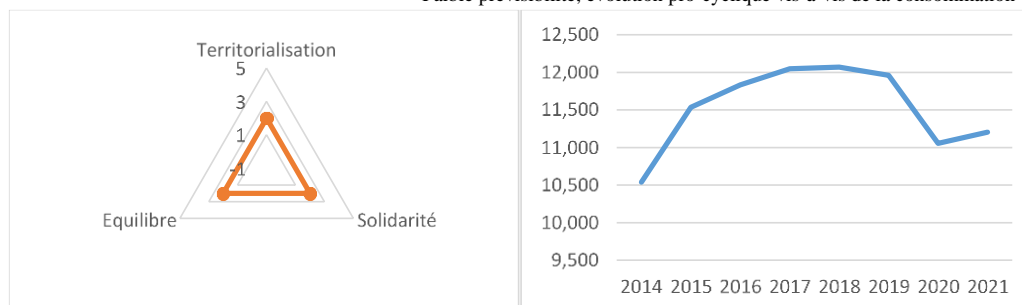 Faible prévisibilité, évolution pro-cyclique vis-à-vis de la consommation
Territorialisation
5
3
1
-1
Equilibre
Solidarité
12,500
12,000
11,500
11,000
10,500
10,000
9,500
2014 2015 2016 2017 2018 2019 2020 2021